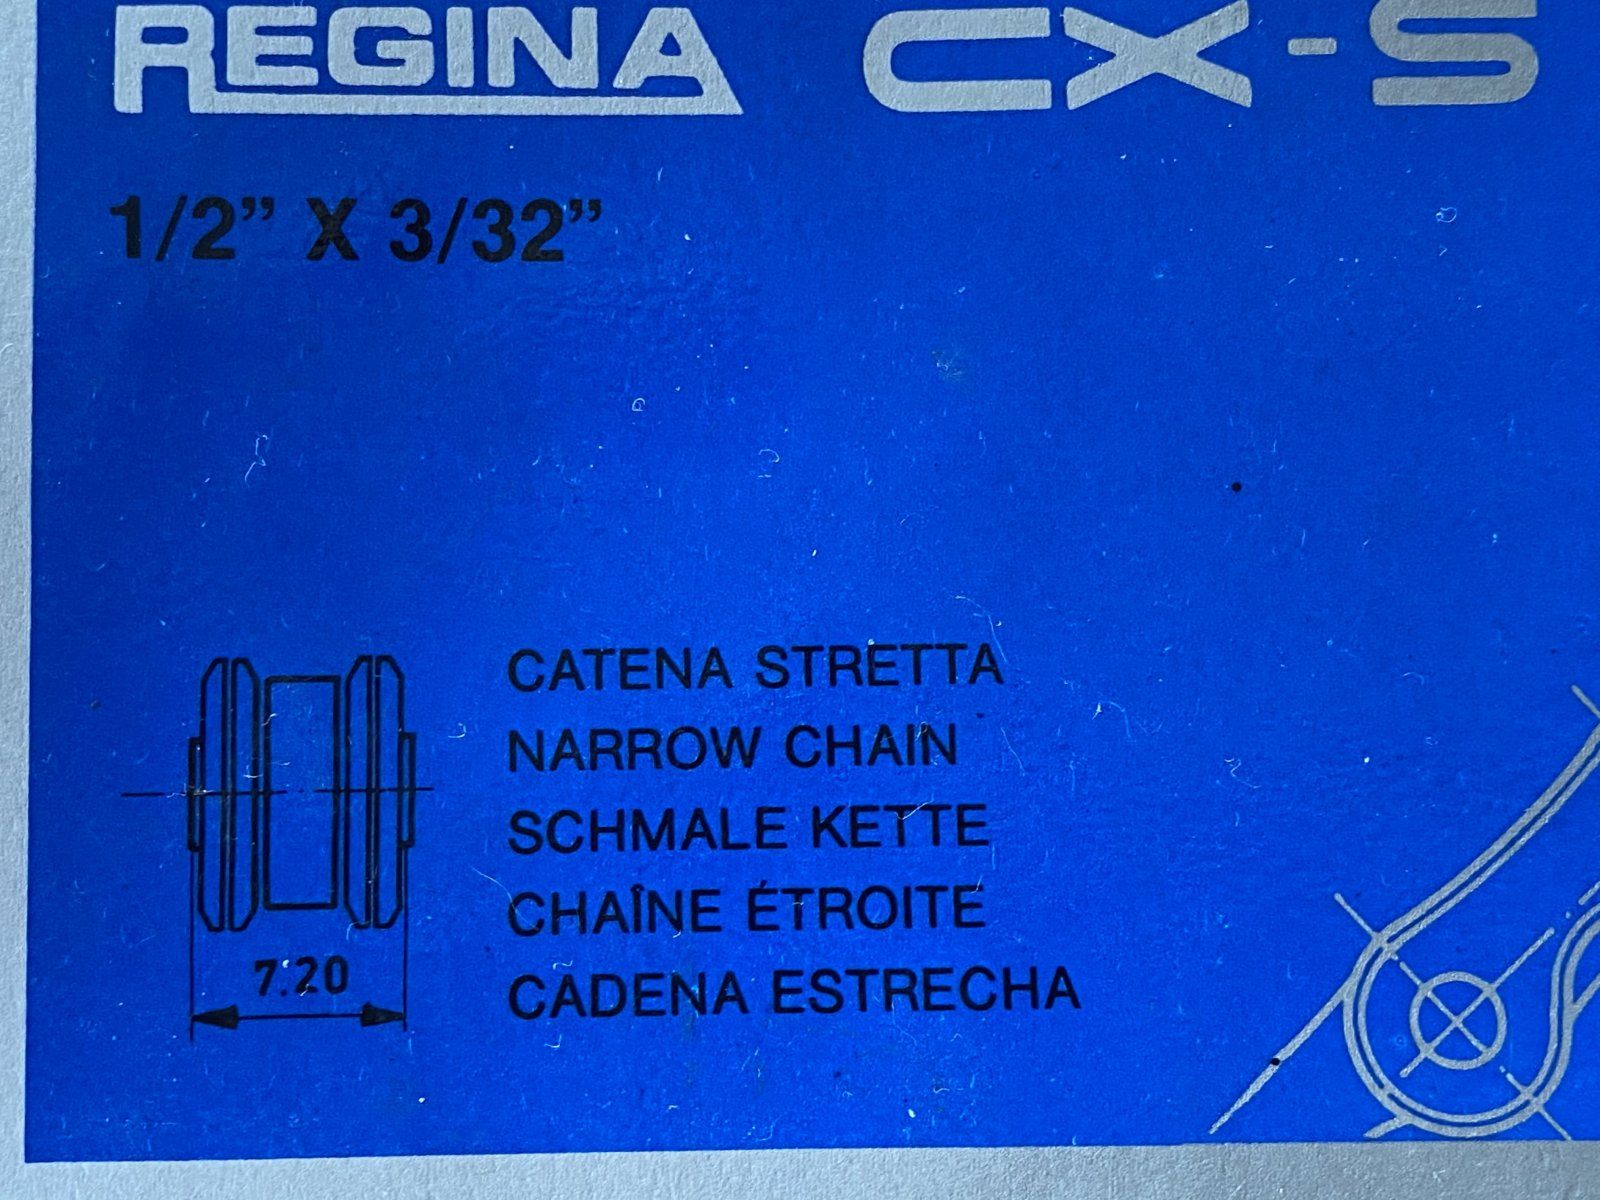 REGINA CX-S
1/2” X 3/32”
CATENA STRETTA
NARROW CHAIN
SCHMALE KETTE
CHAÎNE ÉTROITE
CADENA ESTRECHA
7.20